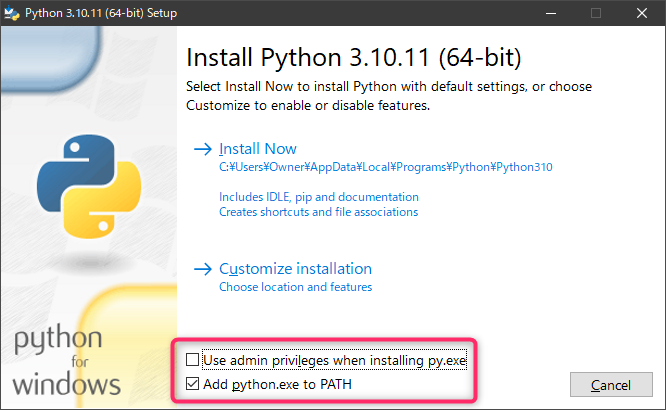 Python 3.10.11 (64-bit) Setup
Install Python 3.10.11 (64-bit)
Select Install Now to install Python with default settings, or choose
Customize to enable or disable features.
Install Now
C:¥Users¥Owner¥AppData¥Local¥Programs¥Python¥Python310
Includes IDLE, pip and documentation
Creates shortcuts and file associations
Customize installation
Choose location and features
python
for
windows
Use admin privileges when installing py.exe
Add python.exe to PATH
Cancel